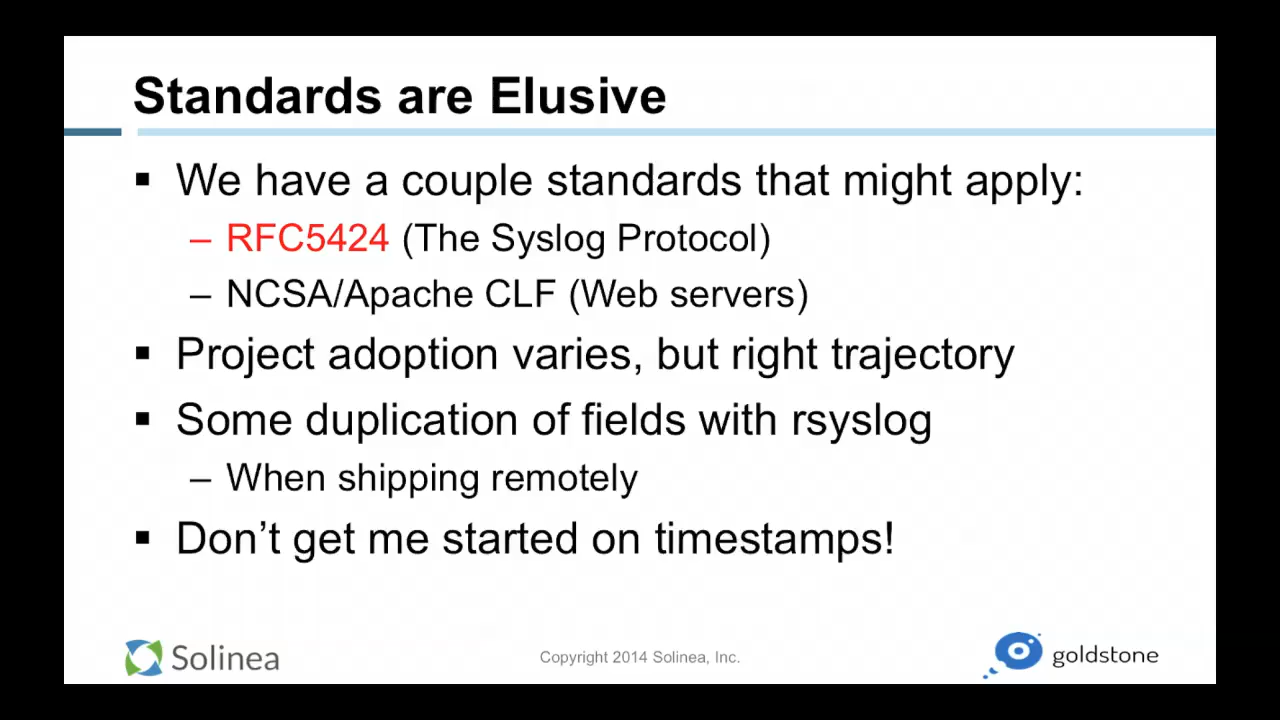 Standards are Elusive
▪ We have a couple standards that might apply:
– RFC5424 (The Syslog Protocol)
– NCSA/Apache CLF (Web servers)
▪ Project adoption varies, but right trajectory
▪ Some duplication of fields with rsyslog
– When shipping remotely
▪ Don’t get me started on timestamps!
Solinea
Copyright 2014 Solinea, Inc.
goldstone